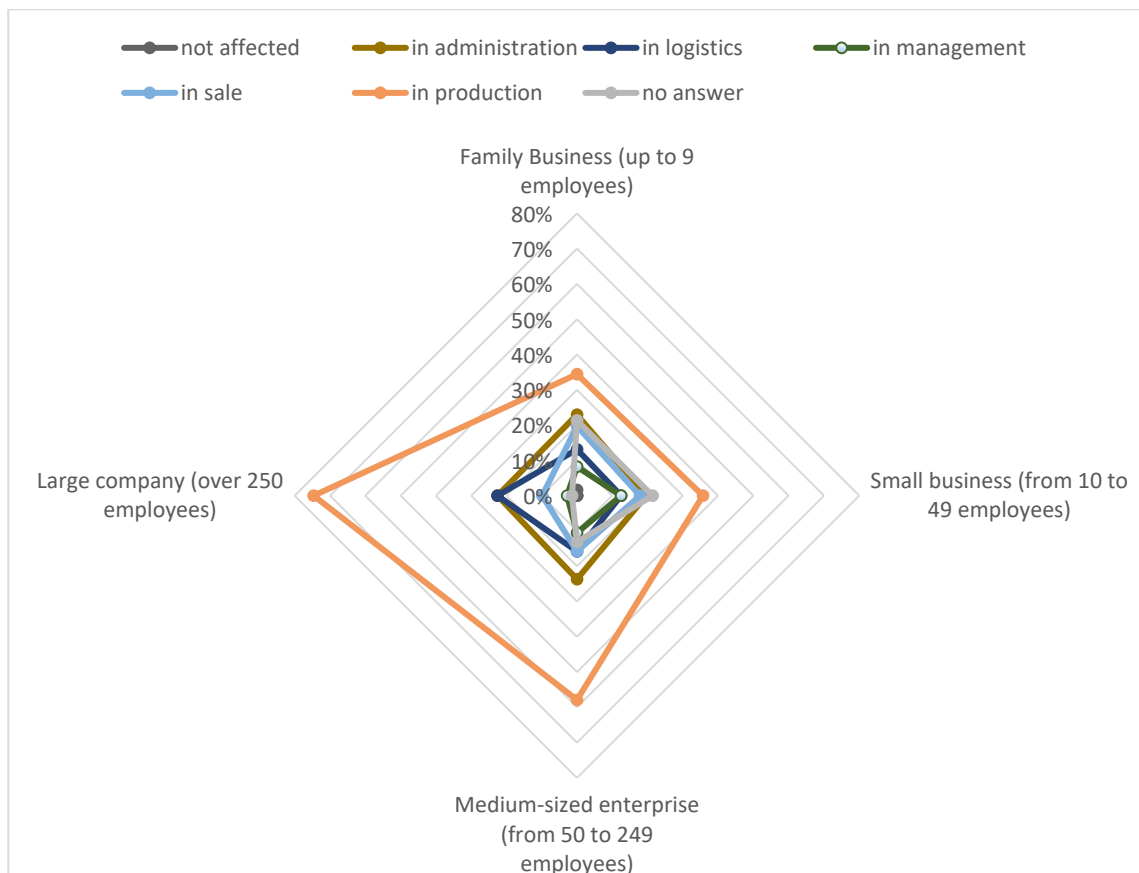 not affected
in administration
in logistics
in management
in sale
in production
no answer
Family Business (up to 9
employees)
80%
70%
60%
50%
40%
30%
20%
10%
0%
Large company (over 250
employees)
Small business (from 10 to
49 employees)
Medium-sized enterprise
(from 50 to 249
employees)